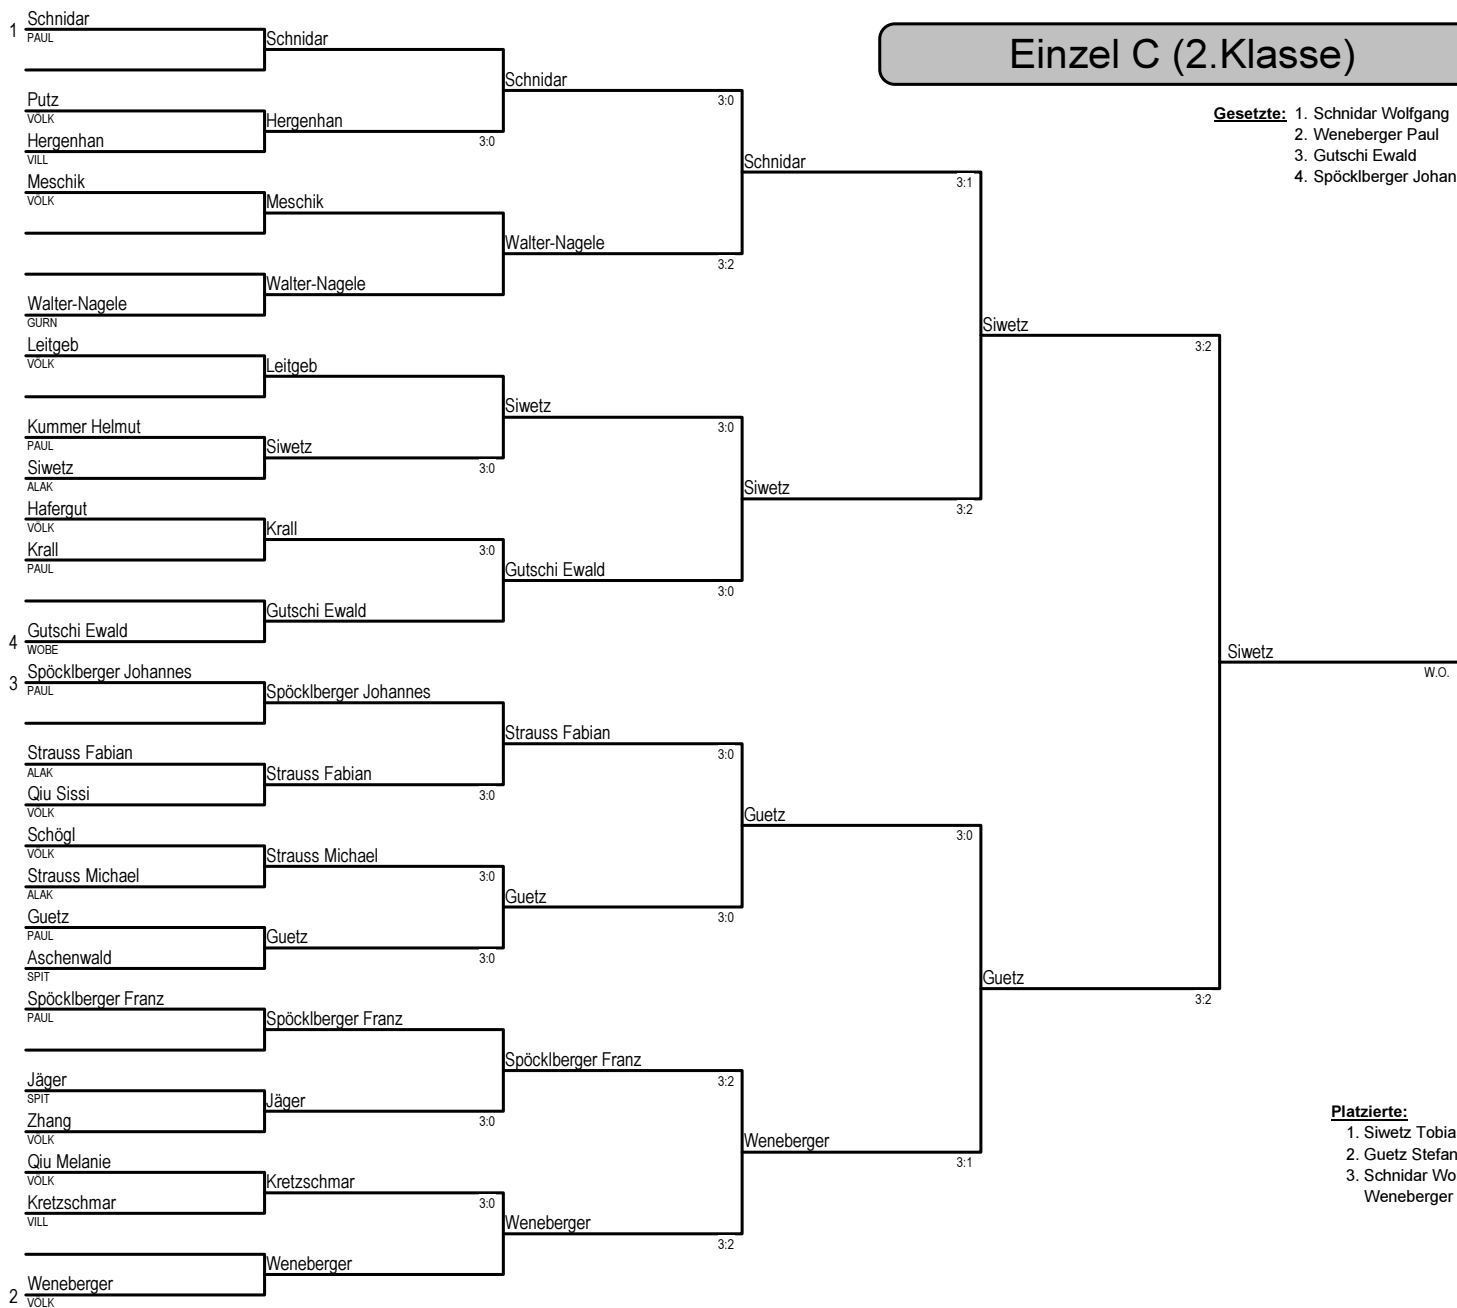 Einzel C (2.Klasse)
Gesetzte: 1. Schnidar Wolfgang
2. Weneberger Paul
3. Gutschi Ewald
4. Spöcklberger Johan
1 Schnidar
PAUL
Putz
VÖLK
Hergenhan
VILL
Meschik
VÖLK
Walter-Nagele
GURN
Leitgeb
VÖLK
Kummer Helmut
PAUL
Siwetz
ALAK
Hafergut
VÖLK
Krall
PAUL
4 Gutschi Ewald
WOBE
3 Spöcklberger Johannes
PAUL
Strauss Fabian
ALAK
Qiu Sissi
VÖLK
Schögl
VÖLK
Strauss Michael
ALAK
Guetz
PAUL
Aschenwald
SPIT
Spöcklberger Franz
PAUL
Jäger
SPIT
Zhang
VÖLK
Qiu Melanie
VÖLK
Kretzschmar
VILL
2 Weneberger
VÖLK
Schnidar
Hergenhan
3:0
Meschik
Walter-Nagele
Leitgeb
Siwetz
3:0
Krall
3:0
Gutschi Ewald
Spöcklberger Johannes
Strauss Fabian
3:0
Strauss Michael
3:0
Guetz
3:0
Spöcklberger Franz
Jäger
3:0
Kretzschmar
3:0
Weneberger
Schnidar
3:0
Walter-Nagele
3:2
Siwetz
3:0
Gutschi Ewald
3:0
Strauss Fabian
3:0
Guetz
3:0
Spöcklberger Franz
3:2
Weneberger
3:2
Schnidar
3:1
Siwetz
3:2
Guetz
3:0
Weneberger
3:1
Siwetz
3:2
Guetz
3:2
Siwetz
W.O.
Platzierte:
1. Siwetz Tobia
2. Guetz Stefan
3. Schnidar Wo
Weneberger